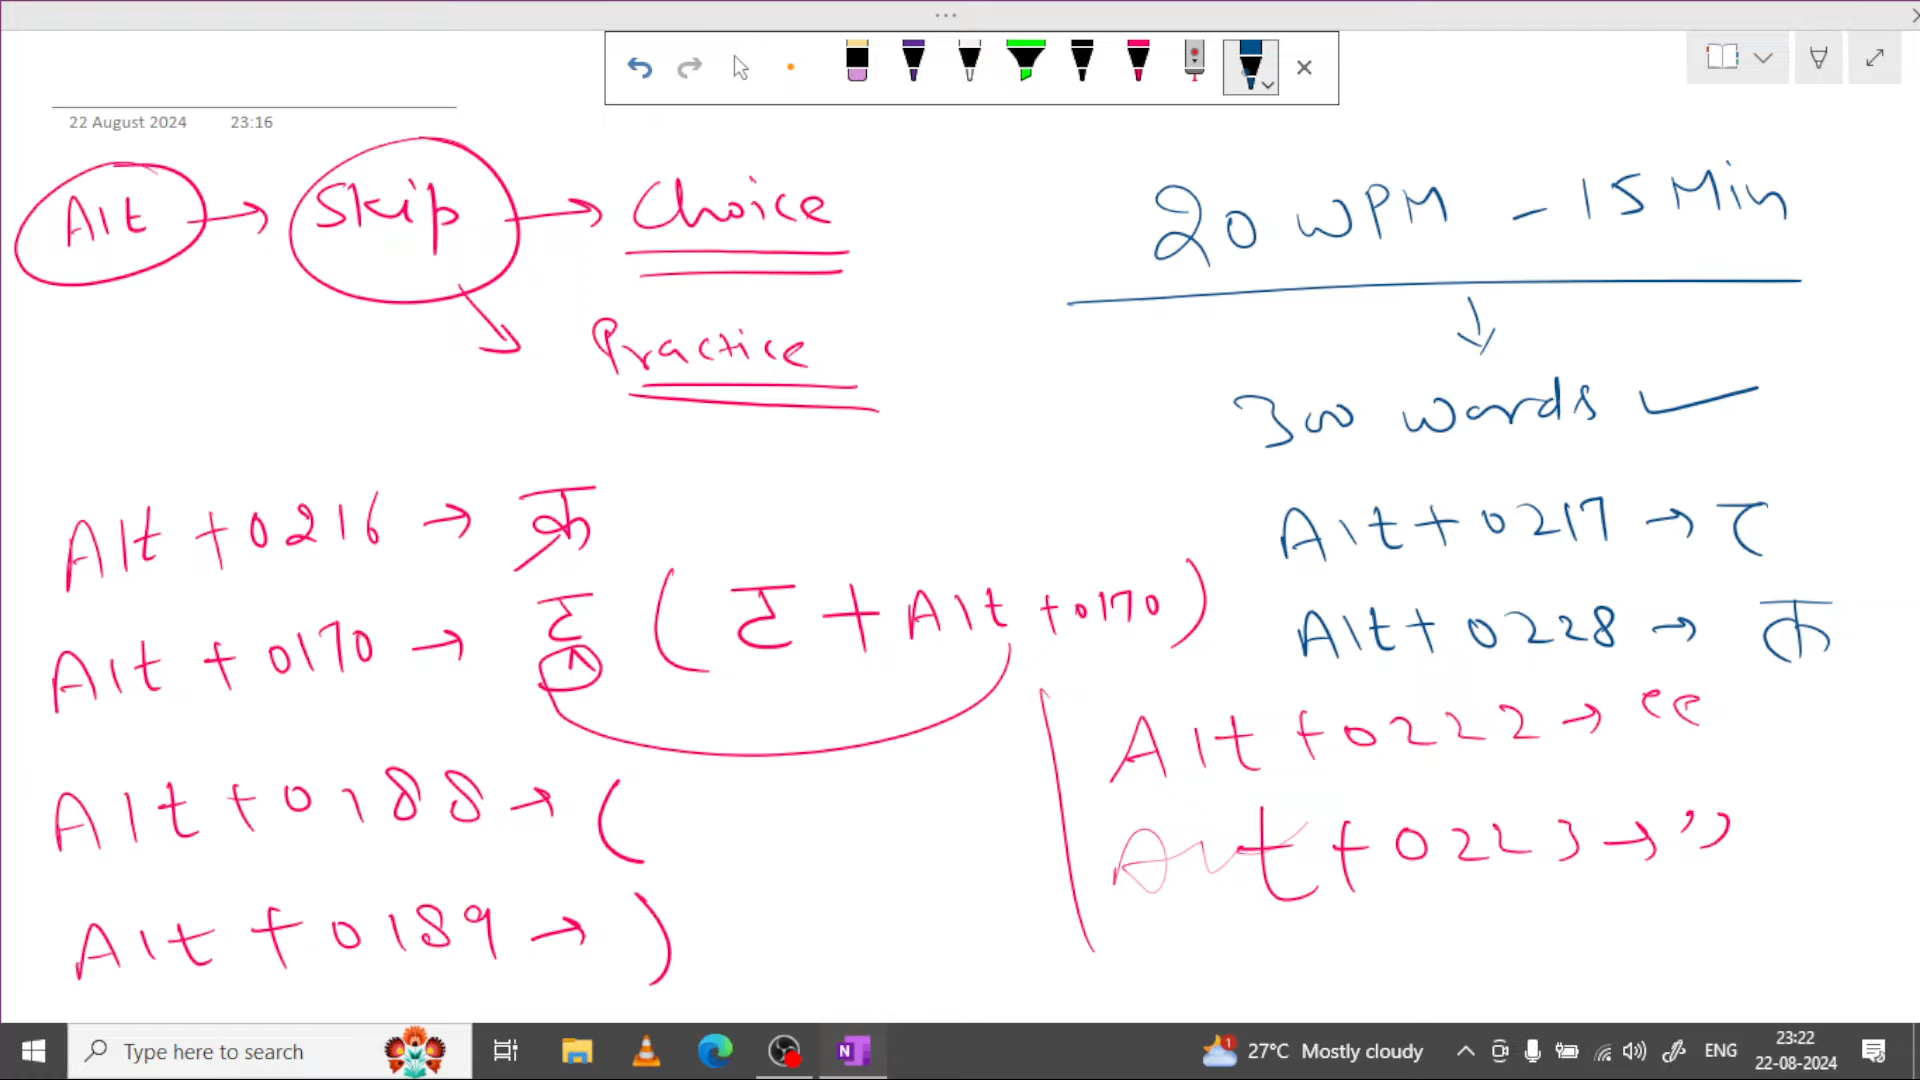 22 August 2024 23:16
Alt → Skip → Choice
Practice
20 WPM - 15 Min
300 words
Alt + 0216 → क्र
Alt + 0170 → ट्र (ट + Alt + 0170)
Alt + 0188 → (
Alt + 0189 → )
Alt + 0217 →
Alt + 0228 → क्त
Alt + 0222 → “
Alt + 0223 → ”
Type here to search
27°C Mostly cloudy
ENG
23:22
22-08-2024